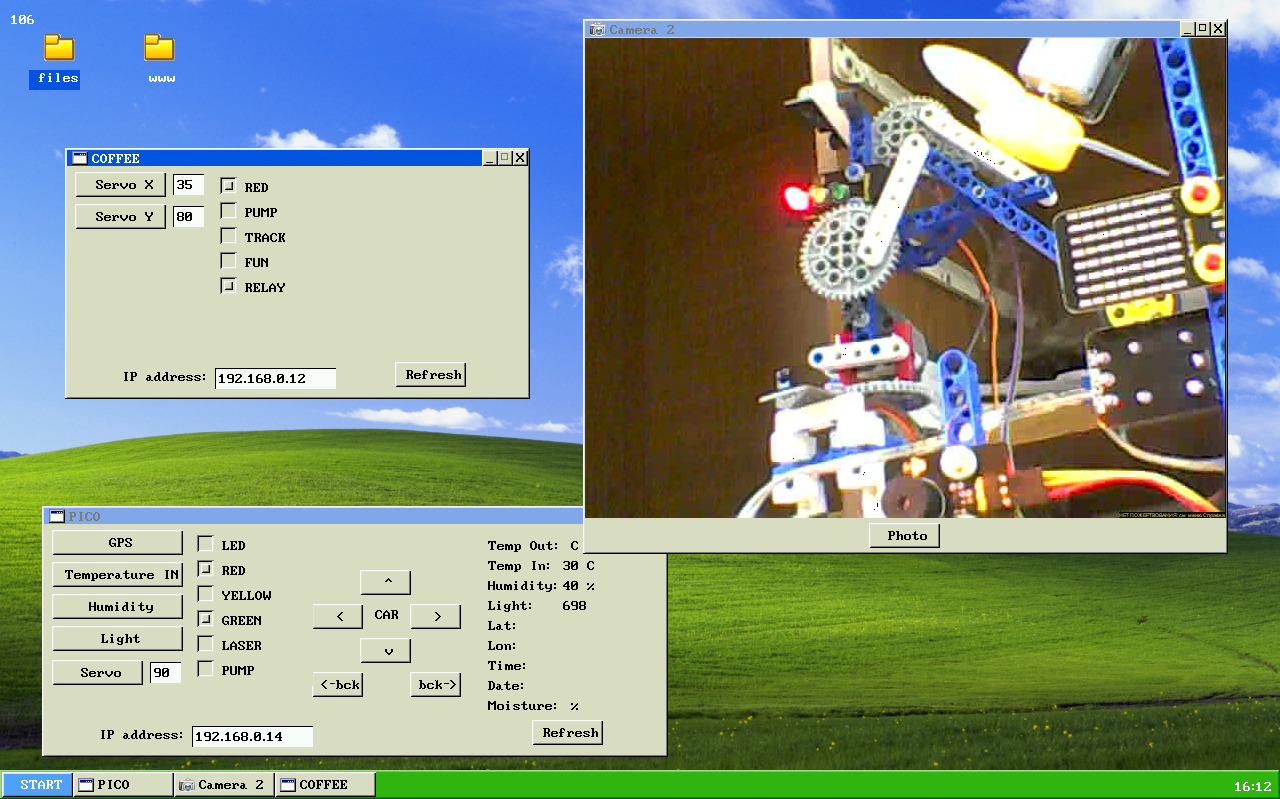 106
files
www
COFFEE
Servo X 35
Servo Y 80
RED
PUMP
TRACK
FUN
RELAY
IP address: 192.168.0.12
Refresh
Camera 2
Photo
PICO
GPS
Temperature IN
Humidity
Light
Servo 90
LED
RED
YELLOW
GREEN
LASER
PUMP
^
< CAR >
v
<-bck bck->
Temp Out: C
Temp In: 30 C
Humidity: 40 %
Light: 698
Lat:
Lon:
Time:
Date:
Moisture: %
IP address: 192.168.0.14
Refresh
START
PICO
Camera 2
COFFEE
16:12